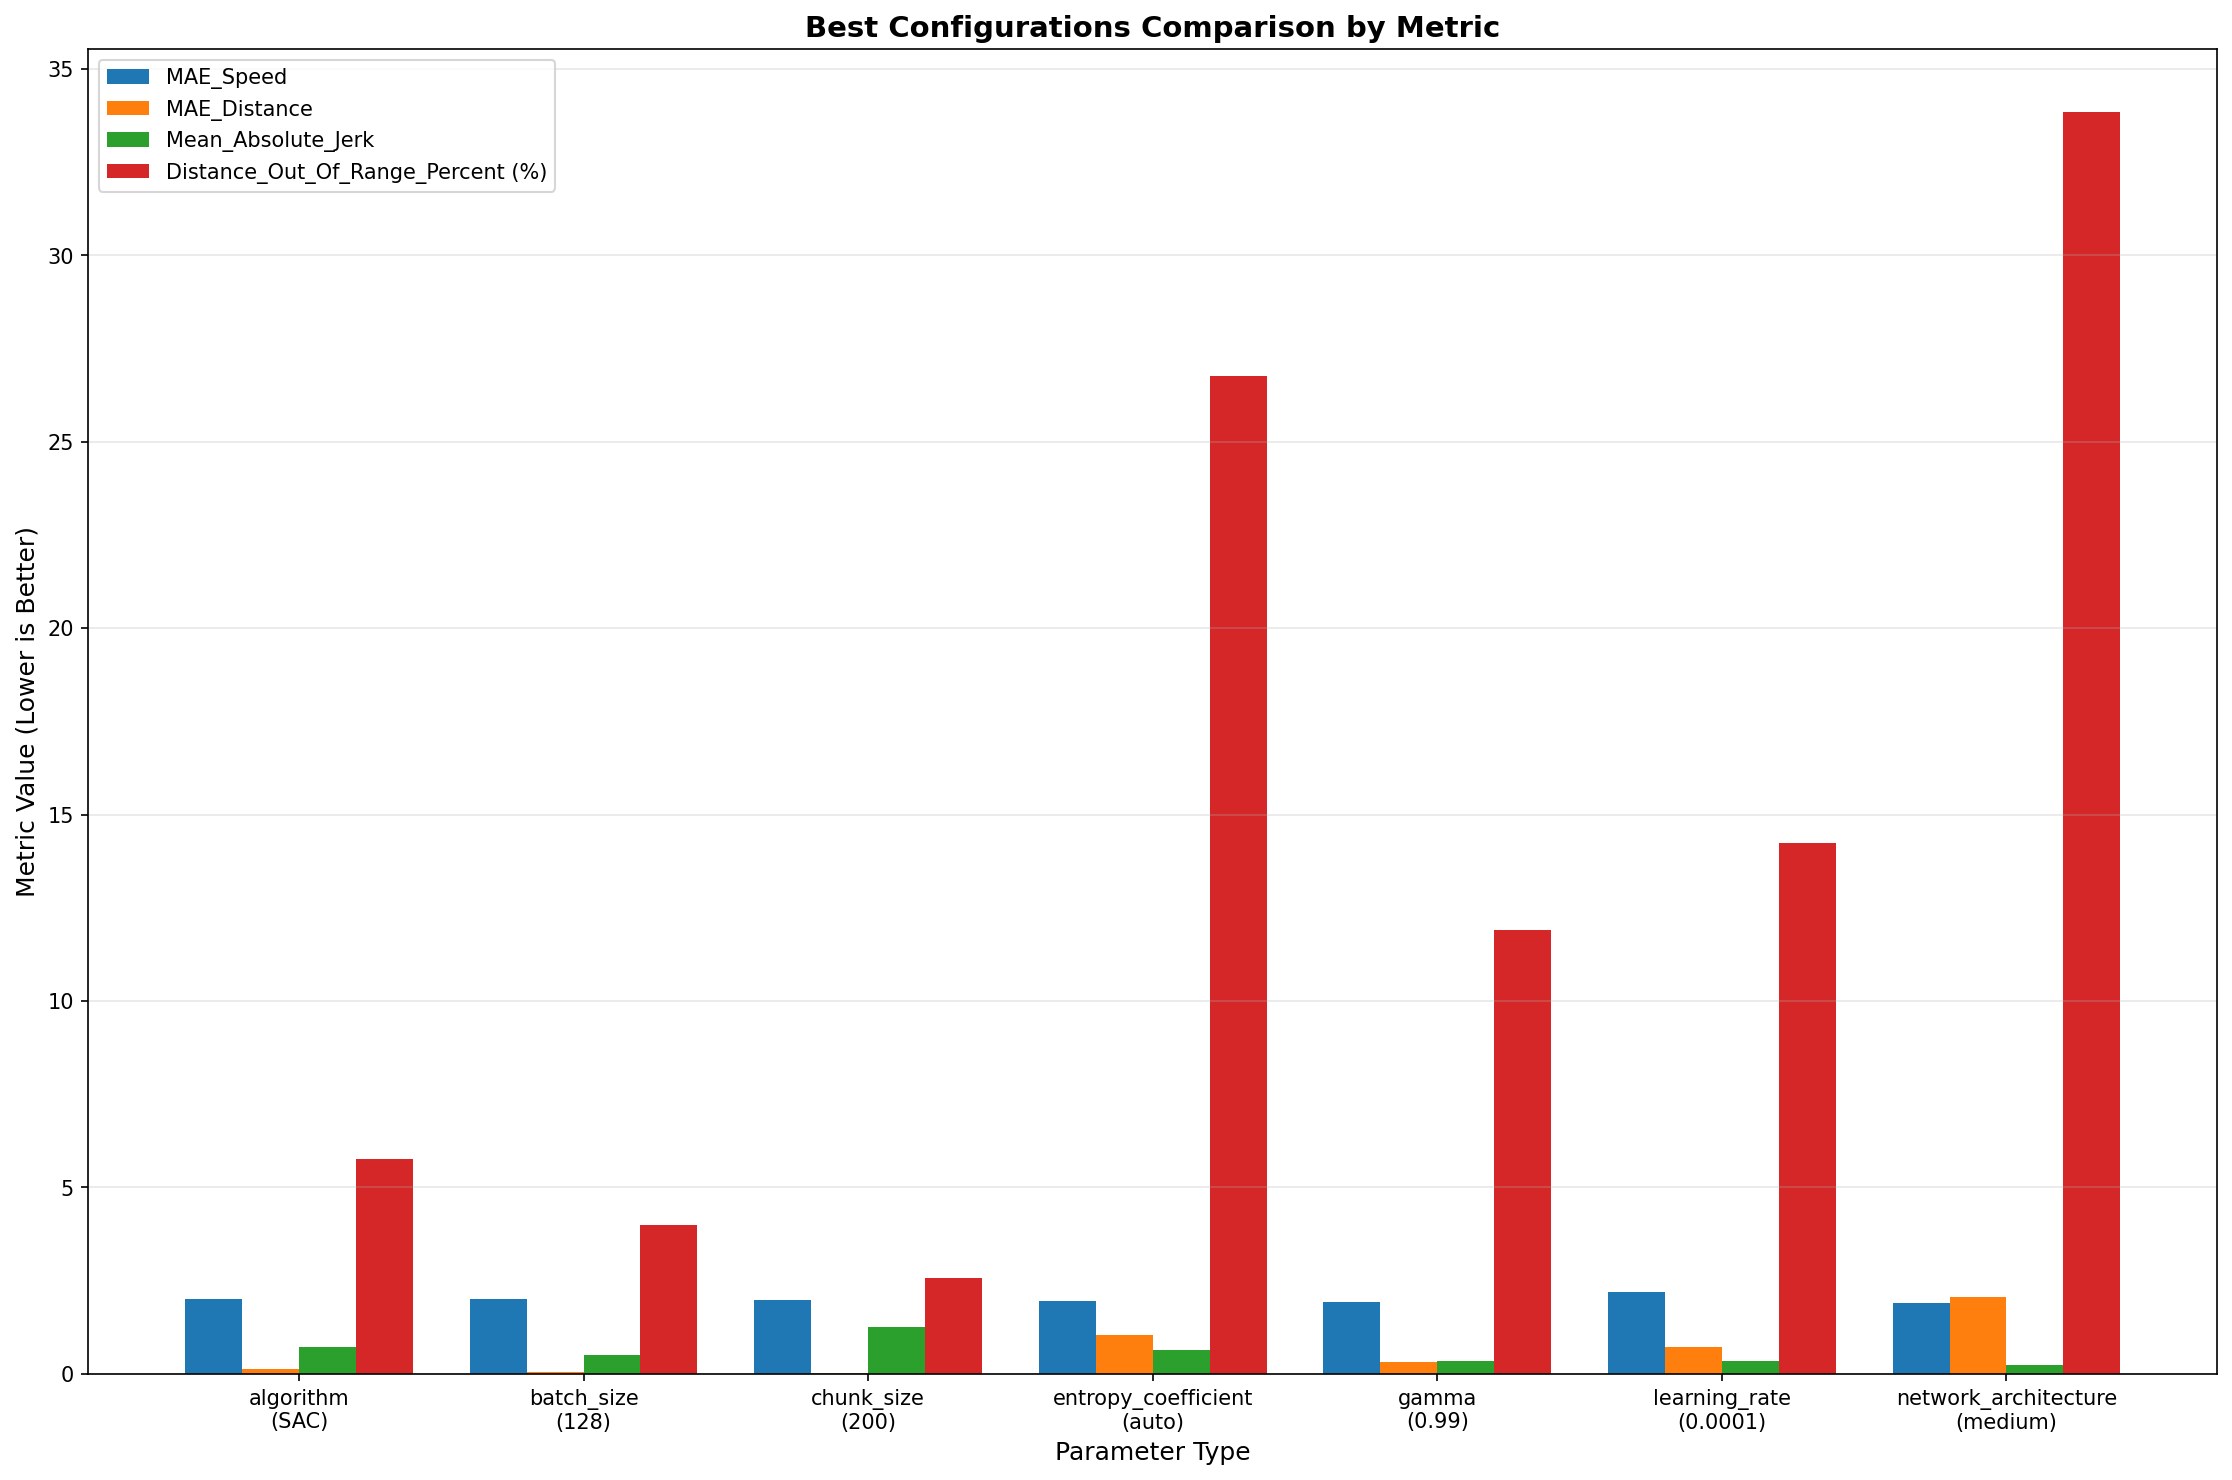 Best Configurations Comparison by Metric
MAE_Speed
MAE_Distance
Mean_Absolute_Jerk
Distance_Out_Of_Range_Percent (%)
Metric Value (Lower is Better)
35
30
25
20
15
10
5
0
algorithm
(SAC)
batch_size
(128)
chunk_size
(200)
entropy_coefficient
(auto)
gamma
(0.99)
learning_rate
(0.0001)
network_architecture
(medium)
Parameter Type